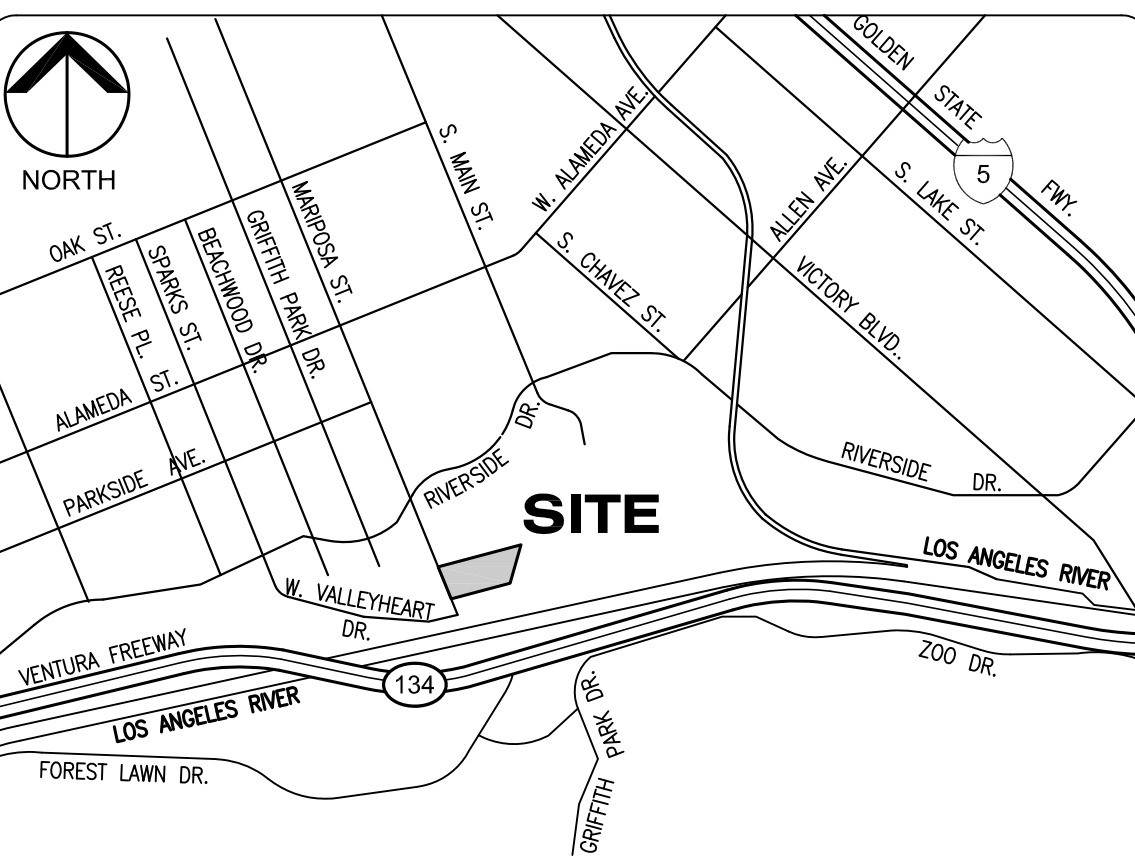 NORTH
GOLDEN STATE FWY.
5
OAK ST.
REESE PL.
SPARKS ST.
BEACHWOOD DR.
GRIFFITH PARK DR.
MARIPOSA ST.
S. MAIN ST.
W. ALAMEDA AVE.
S. CHAVEZ ST.
ALLEN AVE.
S. LAKE ST.
VICTORY BLVD..
ALAMEDA ST.
PARKSIDE AVE.
RIVERSIDE DR.
RIVERSIDE DR.
SITE
LOS ANGELES RIVER
W. VALLEYHEART
DR.
VENTURA FREEWAY
134
LOS ANGELES RIVER
ZOO DR.
FOREST LAWN DR.
GRIFFITH PARK DR.